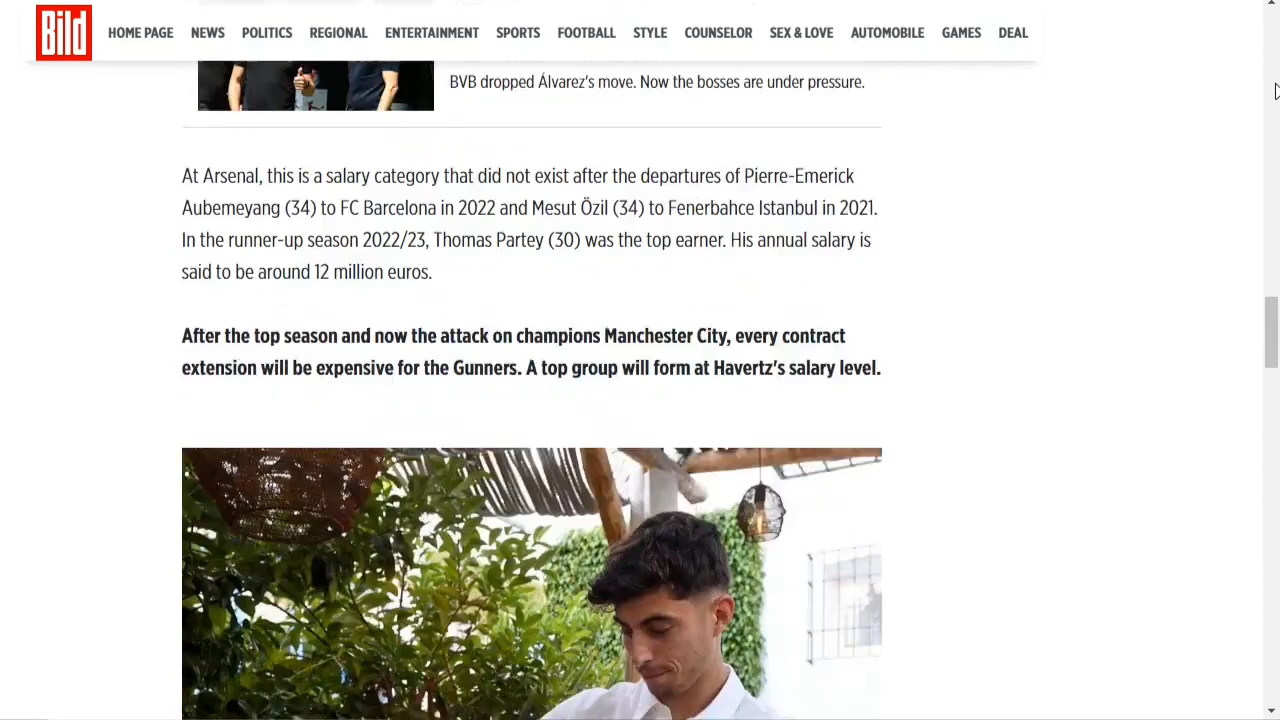 Bild HOME PAGE NEWS POLITICS REGIONAL ENTERTAINMENT SPORTS FOOTBALL STYLE COUNSELOR SEX & LOVE AUTOMOBILE GAMES DEAL
BVB dropped Álvarez's move. Now the bosses are under pressure.
At Arsenal, this is a salary category that did not exist after the departures of Pierre-Emerick
Aubemeyang (34) to FC Barcelona in 2022 and Mesut Özil (34) to Fenerbahce Istanbul in 2021.
In the runner-up season 2022/23, Thomas Partey (30) was the top earner. His annual salary is
said to be around 12 million euros.
After the top season and now the attack on champions Manchester City, every contract
extension will be expensive for the Gunners. A top group will form at Havertz's salary level.